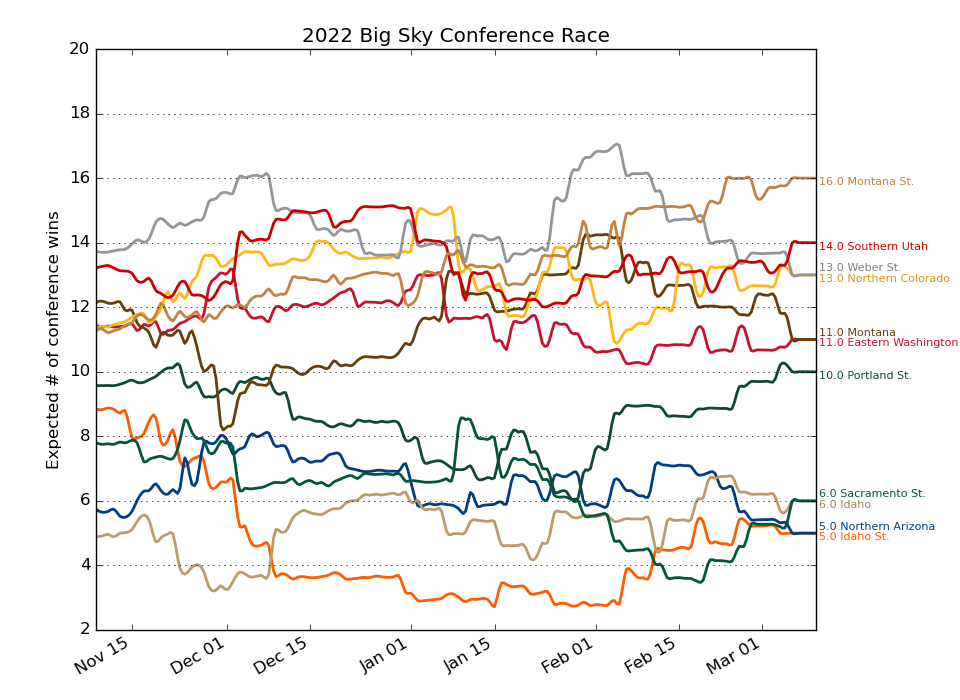 2022 Big Sky Conference Race
Expected # of conference wins
20
18
16
14
12
10
8
6
4
2
16.0 Montana St.
14.0 Southern Utah
13.0 Weber St.
13.0 Northern Colorado
11.0 Montana
11.0 Eastern Washington
10.0 Portland St.
6.0 Sacramento St.
6.0 Idaho
5.0 Northern Arizona
5.0 Idaho St.
Nov 15
Dec 01
Dec 15
Jan 01
Jan 15
Feb 01
Feb 15
Mar 01